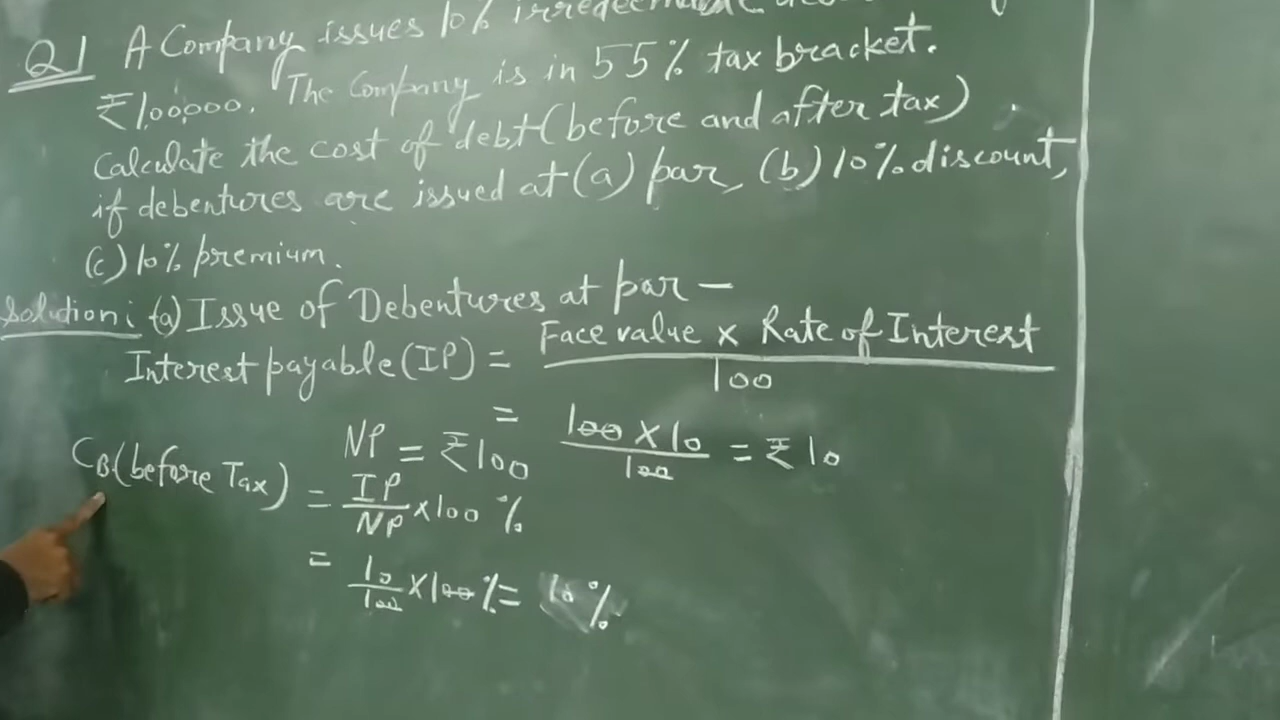 Q1 A Company issues 10% irredeemable
₹1,00,000. The Company is in 55% tax bracket.
Calculate the cost of debt (before and after tax)
if debentures are issued at (a) par, (b) 10% discount,
(c) 10% premium.
Solution: (a) Issue of Debentures at par —
Interest payable (IP) = Face value × Rate of Interest / 100
= 100 × 10 / 100 = ₹10
NP = ₹100
CB (before Tax) = IP / NP × 100 %
= 10 / 100 × 100 % = 10 %